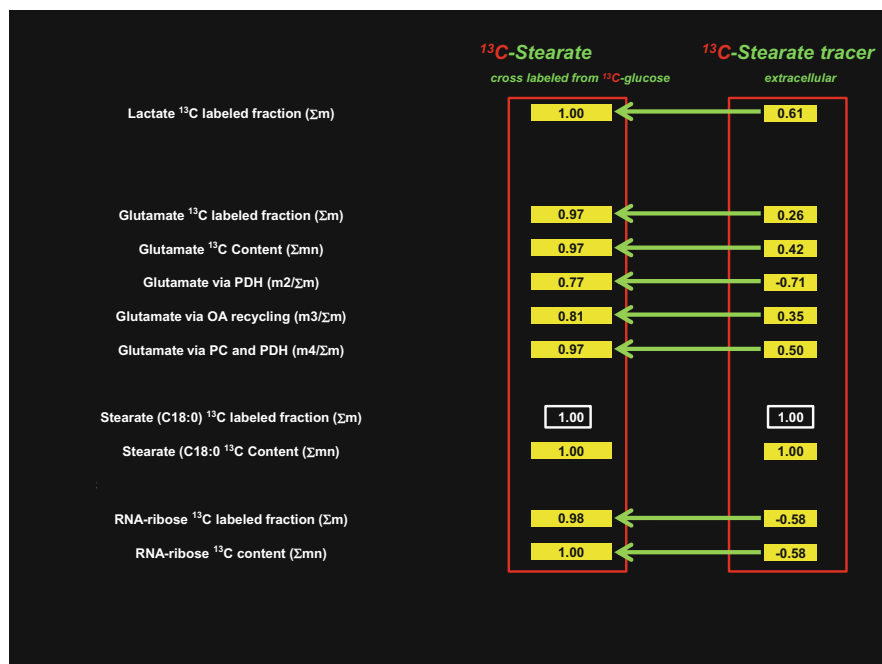 ¹³C-Stearate ¹³C-Stearate tracer
cross labeled from ¹³C-glucose extracellular
Lactate ¹³C labeled fraction (Σm) 1.00 0.61
Glutamate ¹³C labeled fraction (Σm) 0.97 0.26
Glutamate ¹³C Content (Σmn) 0.97 0.42
Glutamate via PDH (m2/Σm) 0.77 -0.71
Glutamate via OA recycling (m3/Σm) 0.81 0.35
Glutamate via PC and PDH (m4/Σm) 0.97 0.50
Stearate (C18:0) ¹³C labeled fraction (Σm) 1.00 1.00
Stearate (C18:0 ¹³C Content (Σmn) 1.00 1.00
RNA-ribose ¹³C labeled fraction (Σm) 0.98 -0.58
RNA-ribose ¹³C content (Σmn) 1.00 -0.58